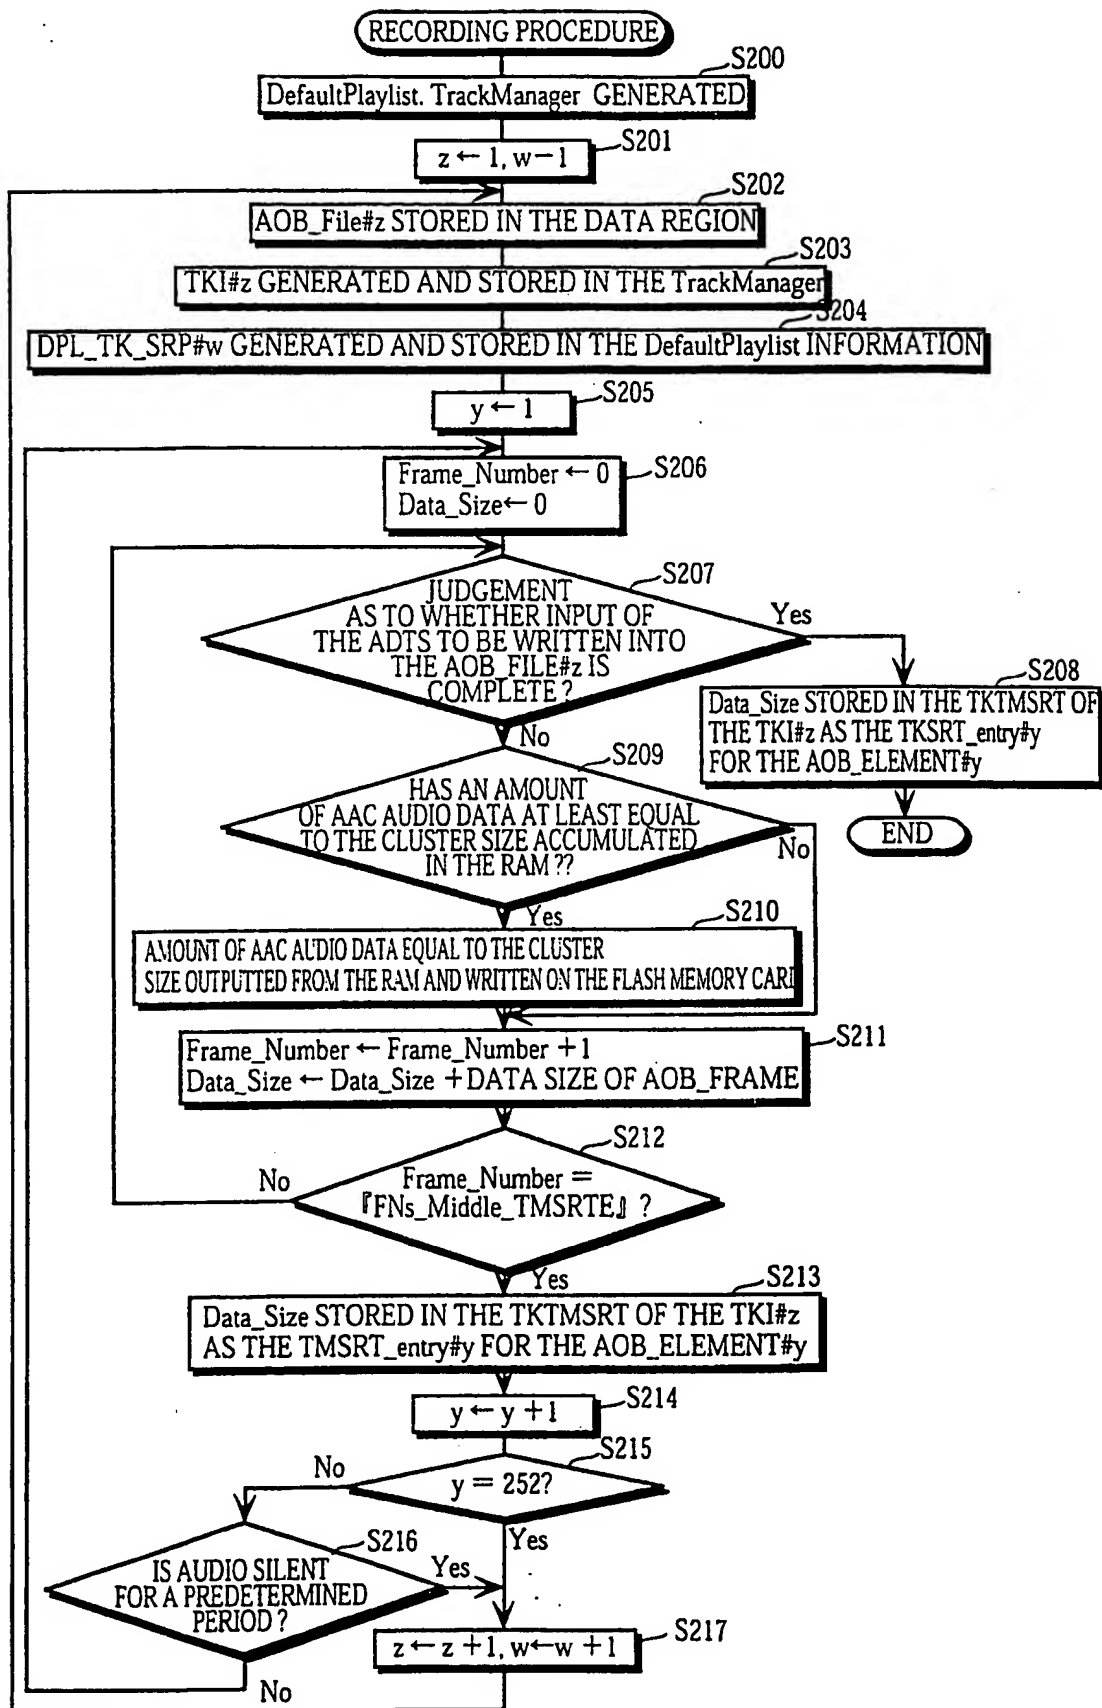 RECORDING PROCEDURE
S200
DefaultPlaylist. TrackManager GENERATED
S201
z ← 1, w－1
S202
AOB_File#z STORED IN THE DATA REGION
S203
TKI#z GENERATED AND STORED IN THE TrackManager
S204
DPL_TK_SRP#w GENERATED AND STORED IN THE DefaultPlaylist INFORMATION
S205
y ← 1
S206
Frame_Number ← 0
Data_Size← 0
S207
JUDGEMENT
AS TO WHETHER INPUT OF
THE ADTS TO BE WRITTEN INTO
THE AOB_FILE#z IS
COMPLETE ?
Yes
No
S208
Data_Size STORED IN THE TKTMSRT OF
THE TKI#z AS THE TKSRT_entry#y
FOR THE AOB_ELEMENT#y
END
S209
HAS AN AMOUNT
OF AAC AUDIO DATA AT LEAST EQUAL
TO THE CLUSTER SIZE ACCUMULATED
IN THE RAM ??
No
Yes
S210
AMOUNT OF AAC AUDIO DATA EQUAL TO THE CLUSTER
SIZE OUTPUTTED FROM THE RAM AND WRITTEN ON THE FLASH MEMORY CARD
S211
Frame_Number ← Frame_Number +1
Data_Size ← Data_Size +DATA SIZE OF AOB_FRAME
S212
No
Frame_Number =
『FNs_Middle_TMSRTE』 ?
Yes
S213
Data_Size STORED IN THE TKTMSRT OF THE TKI#z
AS THE TMSRT_entry#y FOR THE AOB_ELEMENT#y
S214
y ← y +1
S215
No
y = 252?
Yes
S216
IS AUDIO SILENT
FOR A PREDETERMINED
PERIOD ?
Yes
No
S217
z ← z +1, w←w +1